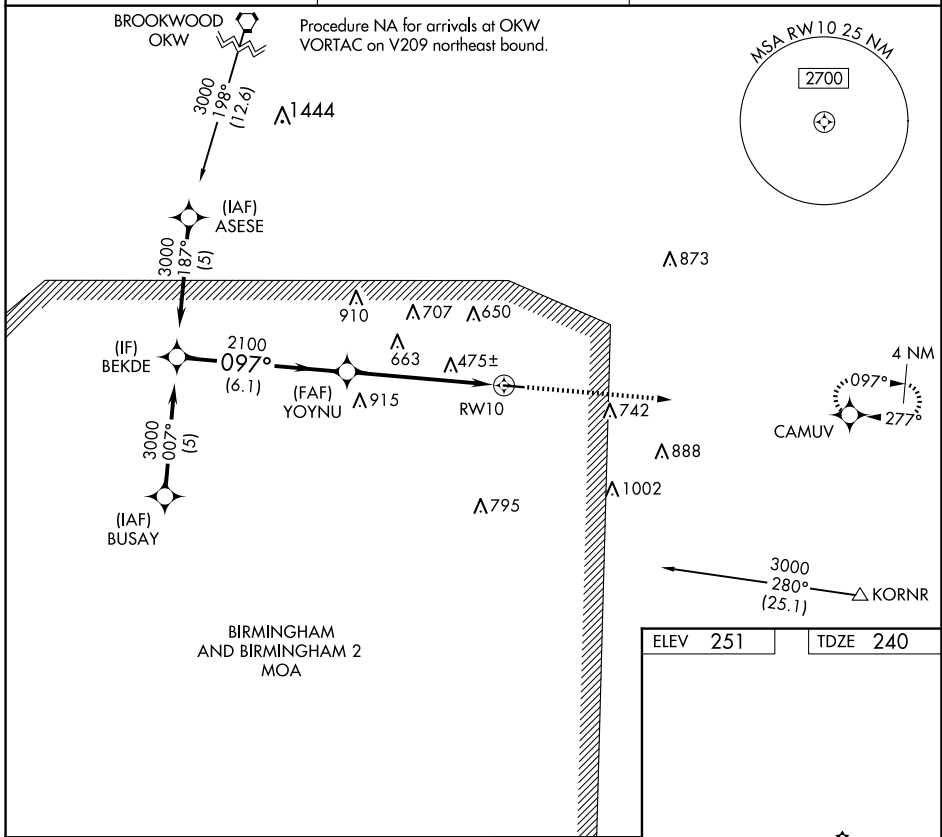 BROOKWOOD
OKW
Procedure NA for arrivals at OKW
VORTAC on V209 northeast bound.
MSA RW10 25 NM
2700
3000
198°
(12.6)
1444
(IAF)
ASESE
3000
187°
(5)
873
910
707
650
(IF)
BEKDE
2100
097°
(6.1)
663
475±
(FAF)
YOYNU
915
RW10
4 NM
097°
277°
CAMUV
742
3000
007°
(5)
888
1002
795
(IAF)
BUSAY
3000
280°
(25.1)
KORNR
BIRMINGHAM
AND BIRMINGHAM 2
MOA
ELEV 251
TDZE 240